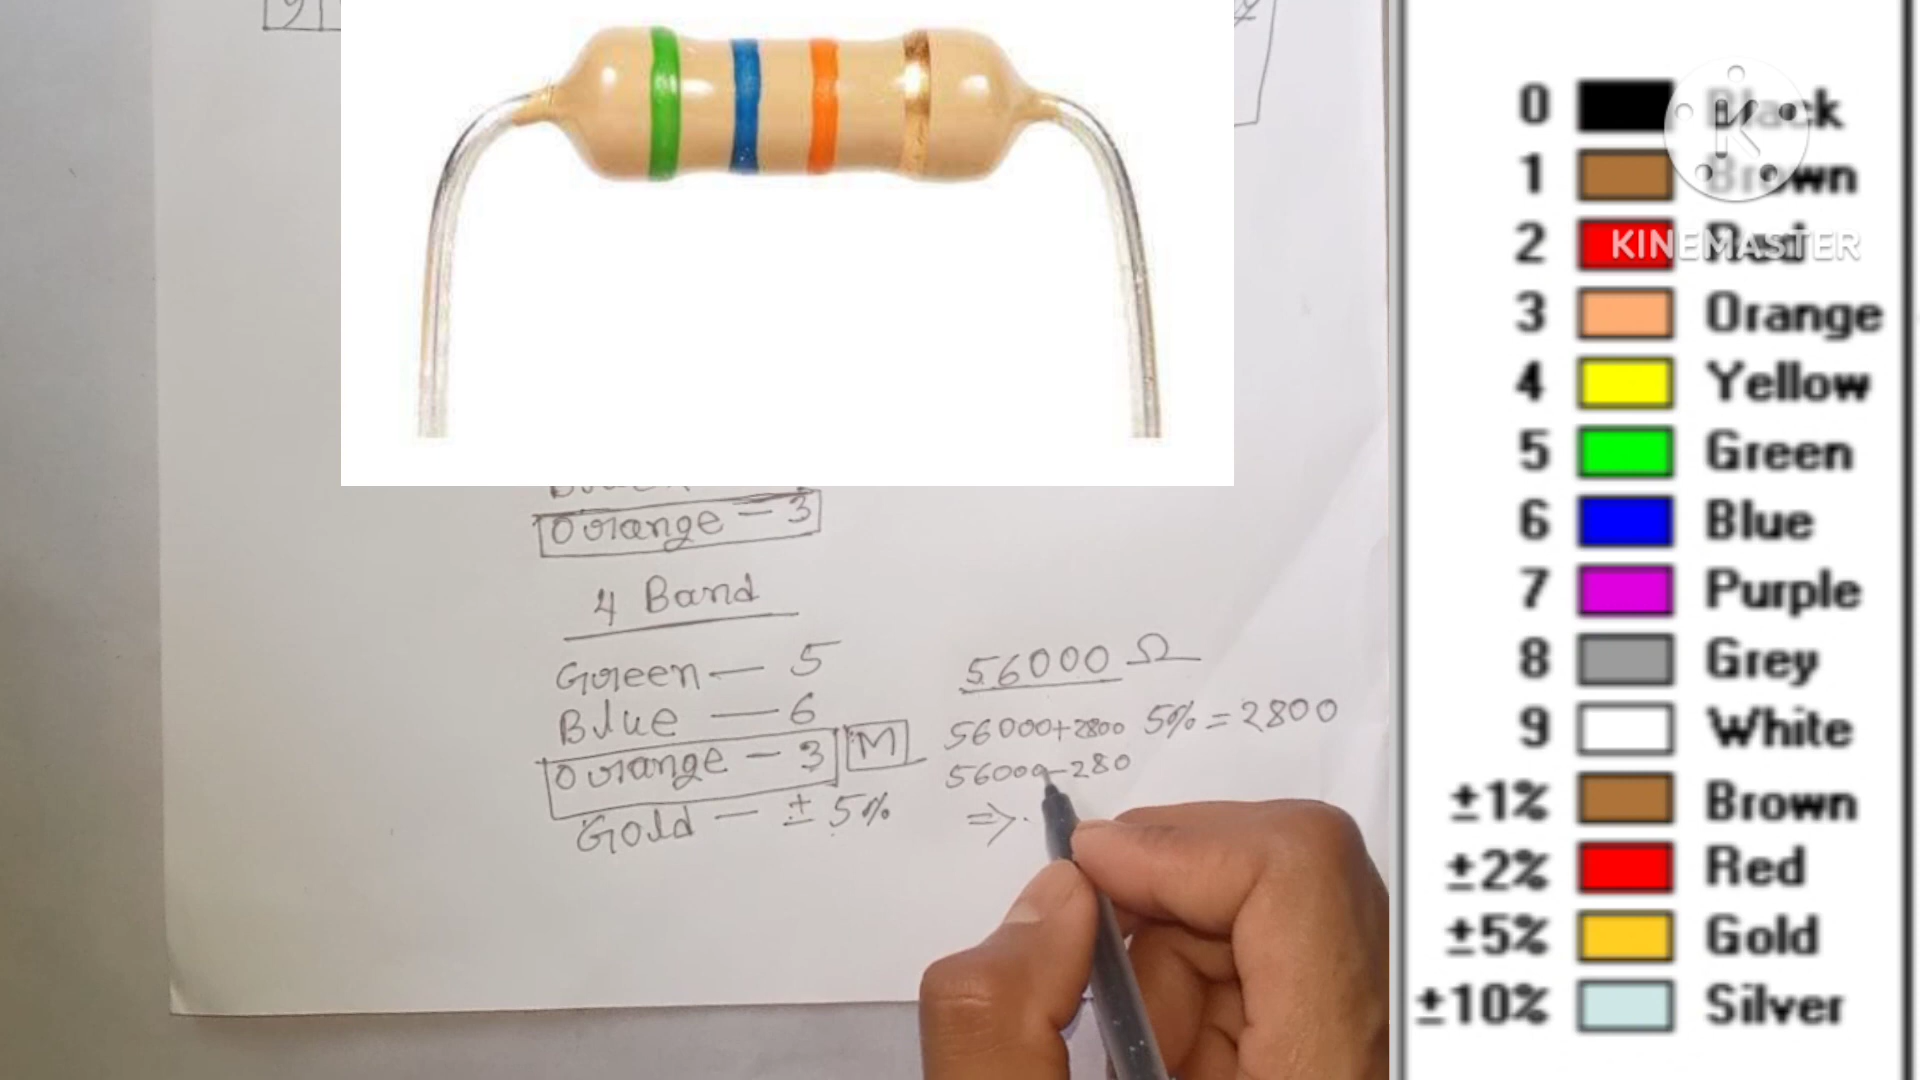 Orange - 3
4 Band
Green - 5
Blue - 6
Orange - 3 M
Gold - ± 5%
56000 Ω
56000+2800 5% = 2800
56000-280
⇒.
0 Black
1 Brown
2 Red
3 Orange
4 Yellow
5 Green
6 Blue
7 Purple
8 Grey
9 White
±1% Brown
±2% Red
±5% Gold
±10% Silver
K
KINEMASTER